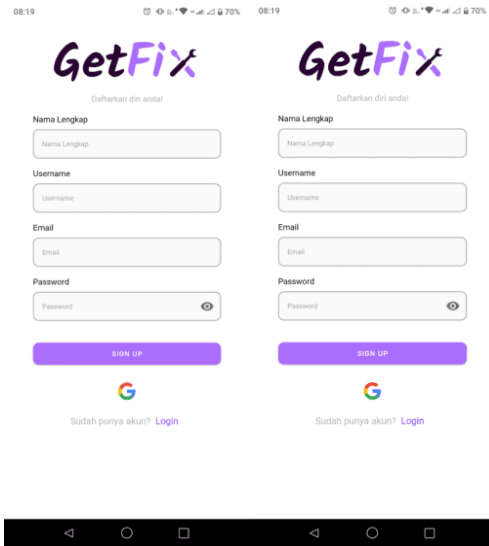 08:19 70%
GetFix
Daftarkan diri anda!
Nama Lengkap
Nama Lengkap
Username
Username
Email
Email
Password
Password
SIGN UP
Sudah punya akun? Login
08:19 70%
GetFix
Daftarkan diri anda!
Nama Lengkap
Nama Lengkap
Username
Username
Email
Email
Password
Password
SIGN UP
Sudah punya akun? Login